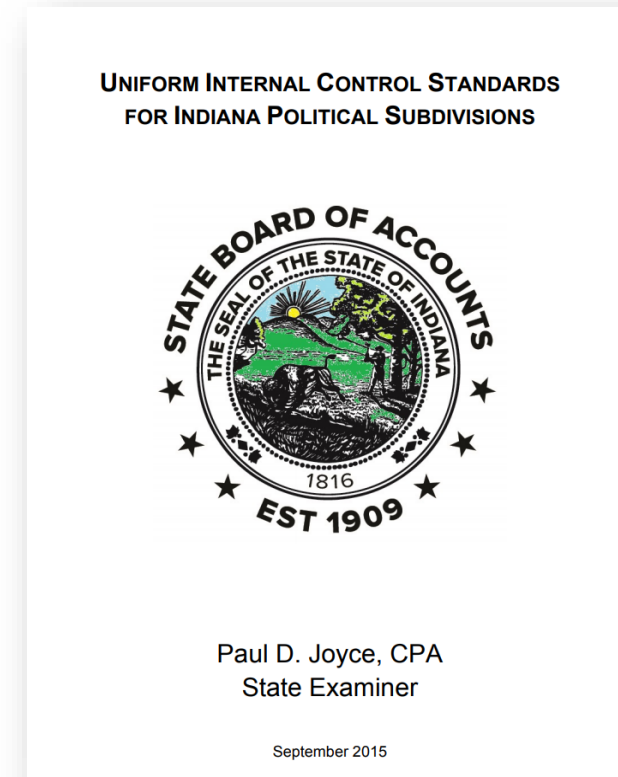 UNIFORM INTERNAL CONTROL STANDARDS
FOR INDIANA POLITICAL SUBDIVISIONS
STATE BOARD OF ACCOUNTS
THE SEAL OF THE STATE OF INDIANA
1816
EST 1909
Paul D. Joyce, CPA
State Examiner
September 2015